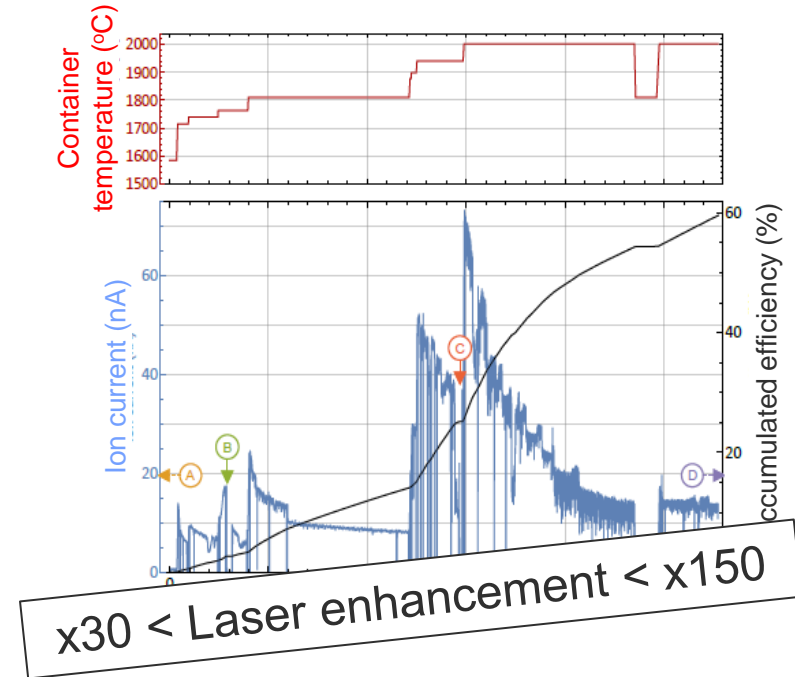 Container
temperature (ºC)
2000
1900
1800
1700
1600
1500
Ion current (nA)
60
40
20
0
A
B
C
D
60
40
20
ccumulated efficiency (%)
0
x30 < Laser enhancement < x150